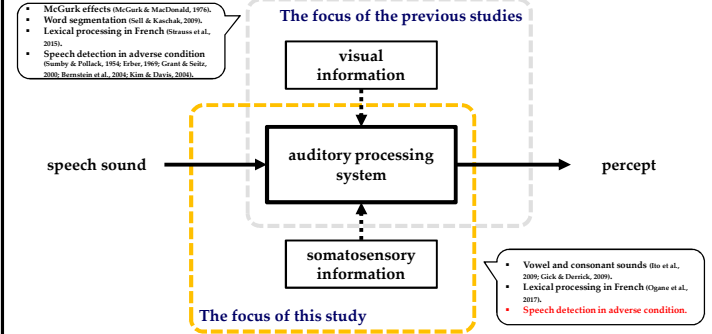 ▪ McGurk effects (McGurk & MacDonald, 1976).
▪ Word segmentation (Sell & Kaschak, 2009).
▪ Lexical processing in French (Strauss et al.,
2015).
▪ Speech detection in adverse condition
(Sumby & Pollack, 1954; Erber, 1969; Grant & Seitz,
2000; Bernstein et al., 2004; Kim & Davis, 2004).
The focus of the previous studies
visual
information
speech sound
auditory processing
system
percept
somatosensory
information
The focus of this study
▪ Vowel and consonant sounds (Ito et al.,
2009; Gick & Derrick, 2009).
▪ Lexical processing in French (Ogane et al.,
2017).
▪ Speech detection in adverse condition.